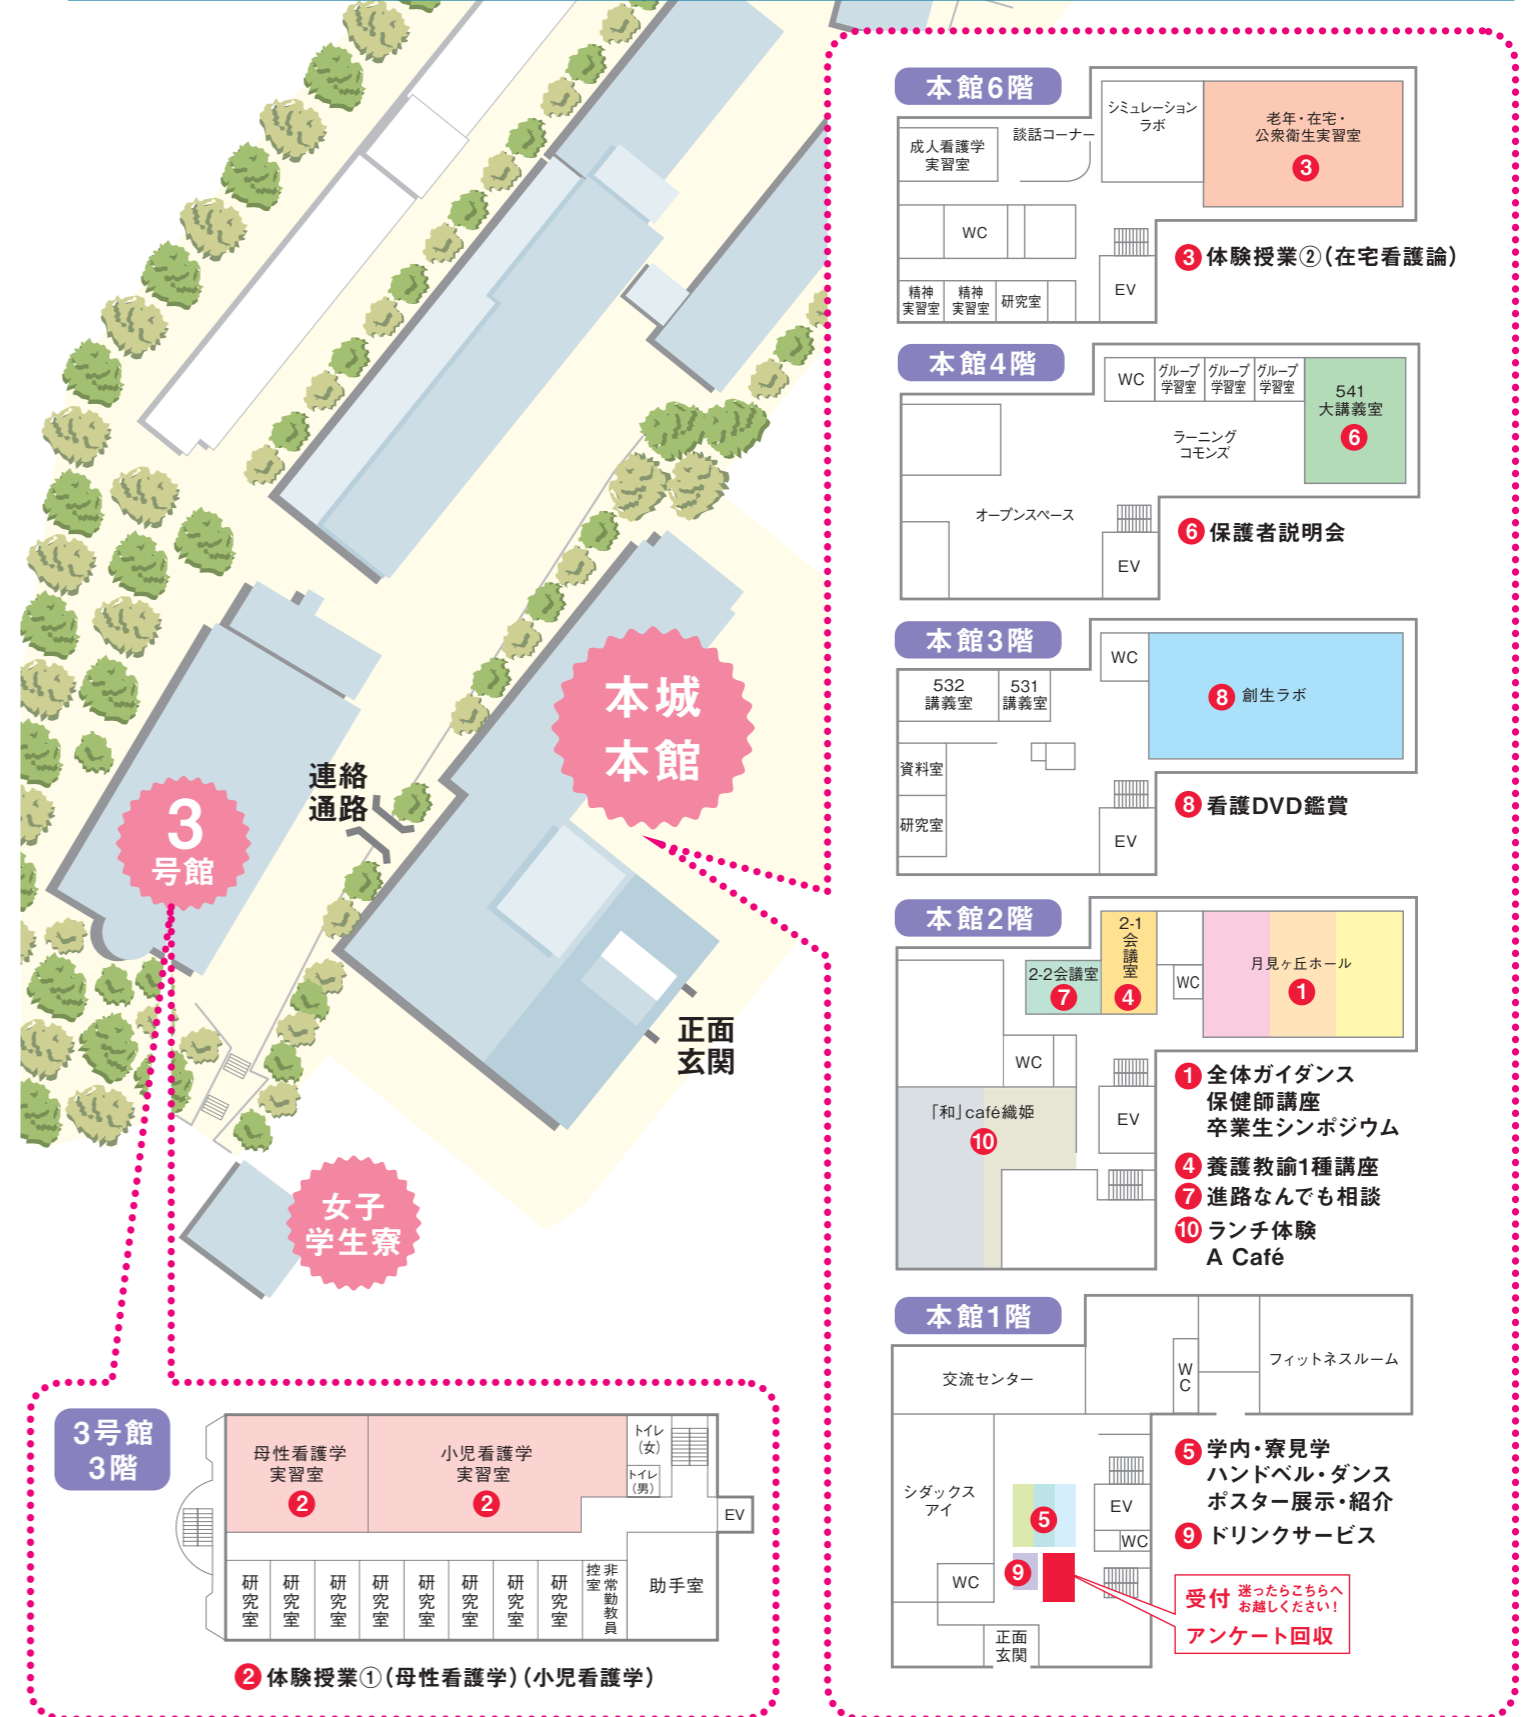 本城
本館
3
号館
連絡
通路
正面
玄関
女子
学生寮
3号館
3階
母性看護学
実習室
2
小児看護学
実習室
2
トイレ
(女)
トイレ
(男)
EV
研究室
研究室
研究室
研究室
研究室
研究室
研究室
研究室
非常勤教員
控室
助手室
2 体験授業①(母性看護学)(小児看護学)
本館6階
成人看護学
実習室
談話コーナー
シミュレーション
ラボ
老年・在宅・
公衆衛生実習室
3
WC
精神
実習室
精神
実習室
研究室
EV
3 体験授業②(在宅看護論)
本館4階
WC
グループ
学習室
グループ
学習室
グループ
学習室
541
大講義室
6
ラーニング
コモンズ
オープンスペース
EV
6 保護者説明会
本館3階
532
講義室
531
講義室
WC
8 創生ラボ
資料室
研究室
EV
8 看護DVD鑑賞
本館2階
2-2会議室
7
2-1
会議室
4
WC
月見ヶ丘ホール
1
WC
EV
「和」café織姫
10
1 全体ガイダンス
保健師講座
卒業生シンポジウム
4 養護教諭1種講座
7 進路なんでも相談
10 ランチ体験
A Café
本館1階
交流センター
WC
フィットネスルーム
シダックス
アイ
5
9
EV
WC
WC
正面
玄関
5 学内・寮見学
ハンドベル・ダンス
ポスター展示・紹介
9 ドリンクサービス
受付 迷ったらこちらへ
お越しください!
アンケート回収